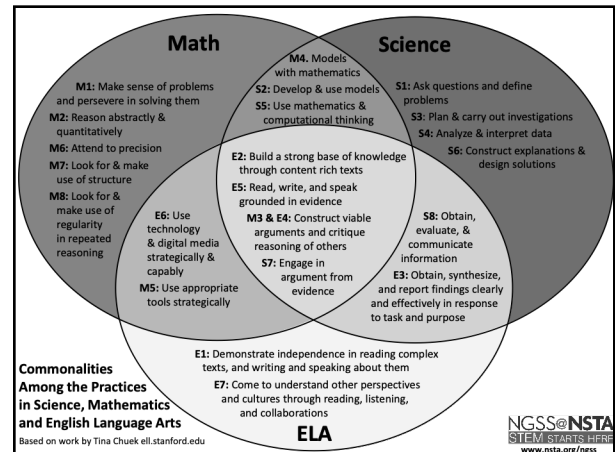 Math
Science
M1: Make sense of problems
and persevere in solving them
M2: Reason abstractly &
quantitatively
M6: Attend to precision
M7: Look for & make
use of structure
M8: Look for &
make use of
regularity
in repeated
reasoning
M4. Models
with mathematics
S2: Develop & use models
S5: Use mathematics &
computational thinking
S1: Ask questions and define
problems
S3: Plan & carry out investigations
S4: Analyze & interpret data
S6: Construct explanations &
design solutions
E2: Build a strong base of knowledge
through content rich texts
E5: Read, write, and speak
grounded in evidence
M3 & E4: Construct viable
arguments and critique
reasoning of others
S7: Engage in
argument from
evidence
E6: Use
technology
& digital media
strategically &
capably
M5: Use appropriate
tools strategically
S8: Obtain,
evaluate, &
communicate
information
E3: Obtain, synthesize,
and report findings clearly
and effectively in response
to task and purpose
E1: Demonstrate independence in reading complex
texts, and writing and speaking about them
E7: Come to understand other perspectives
and cultures through reading, listening,
and collaborations
ELA
Commonalities
Among the Practices
in Science, Mathematics
and English Language Arts
Based on work by Tina Chuek ell.stanford.edu
NGSS@NSTA
STEM STARTS HERE
www.nsta.org/ngss